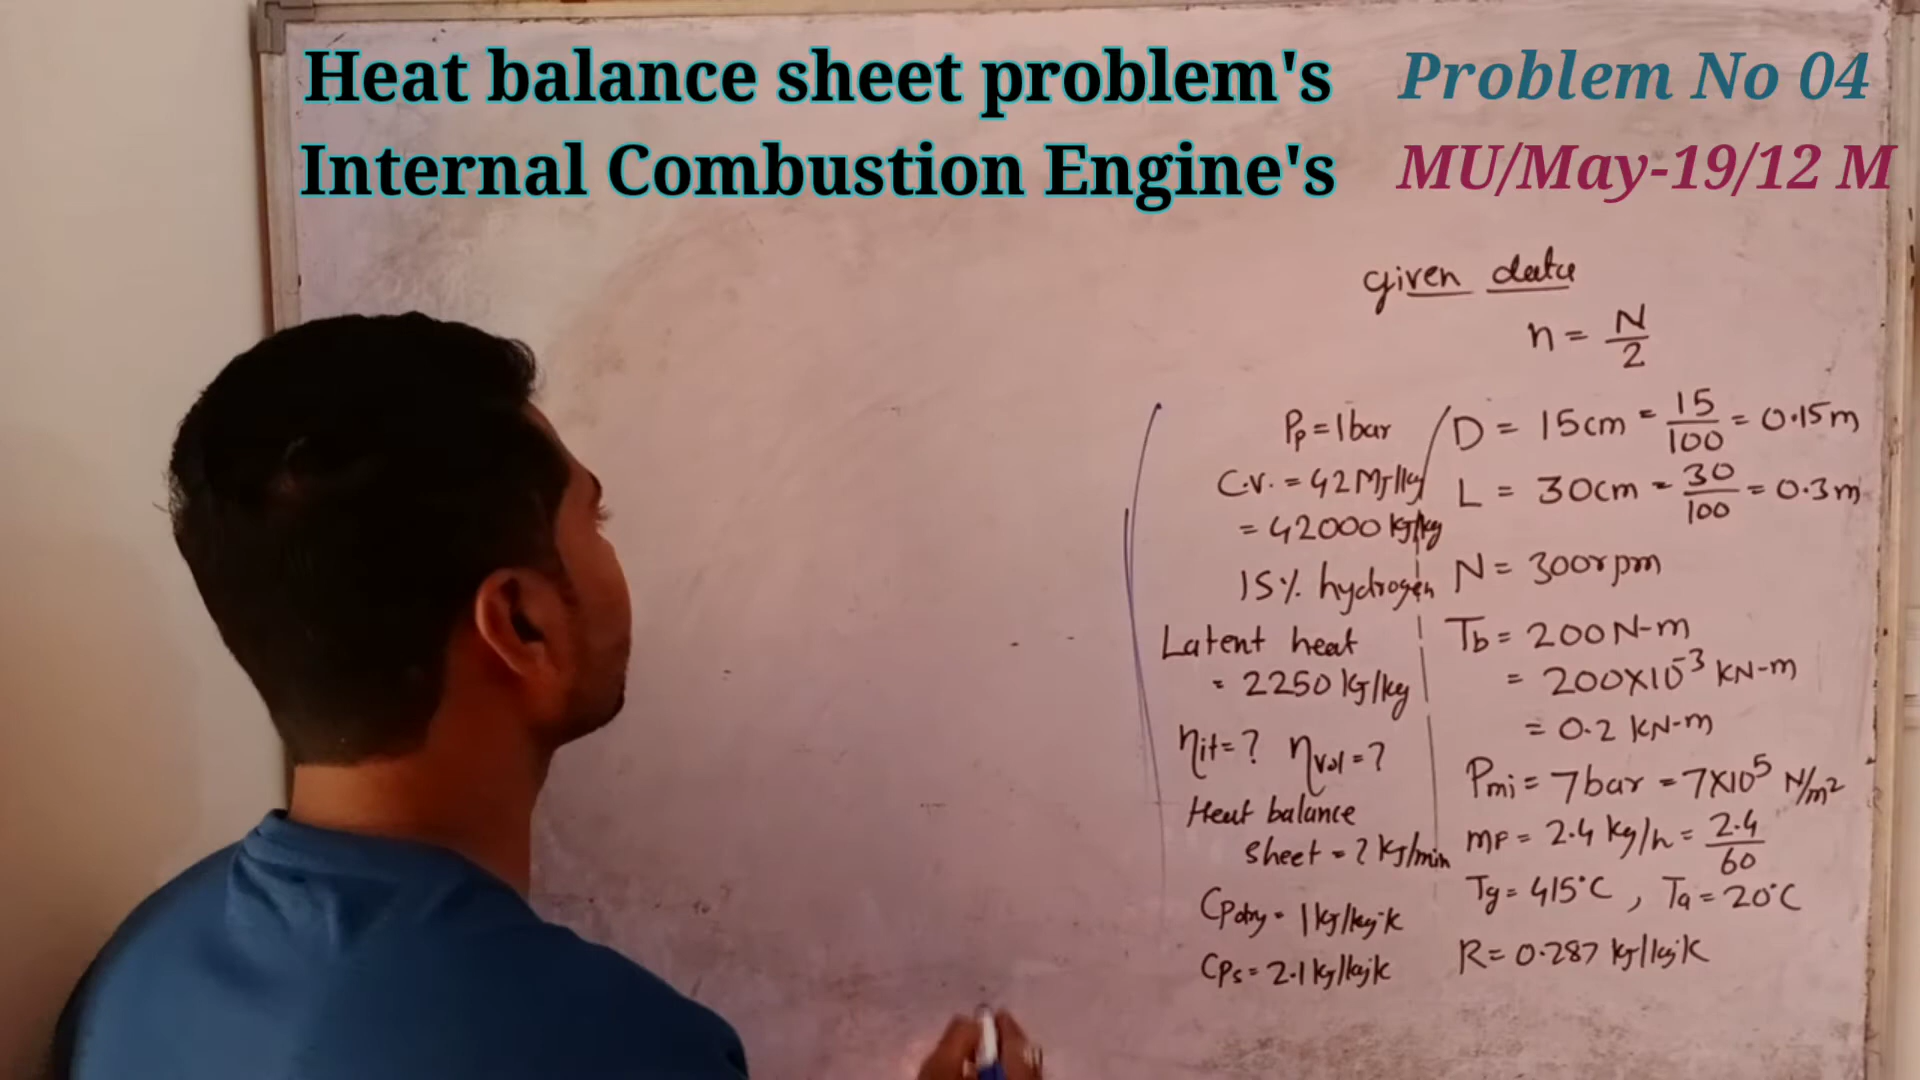 Heat balance sheet problem's
Internal Combustion Engine's
Problem No 04
MU/May-19/12 M
given data
n = N/2
Pp = 1bar
C.V. = 42MJ/kg
= 42000 kJ/kg
15% hydrogen
Latent heat
= 2250 kJ/kg
ηit = ? ηvol = ?
Heat balance
sheet = ? kJ/min
Cpdry = 1 kJ/kg·k
Cps = 2.1 kJ/kg·k
D = 15cm = 15/100 = 0.15m
L = 30cm = 30/100 = 0.3m
N = 300rpm
Tb = 200 N-m
= 200×10^-3 kN-m
= 0.2 kN-m
Pmi = 7bar = 7×10^5 N/m²
mF = 2.4 kg/h = 2.4/60
Tg = 415°C , Ta = 20°C
R = 0.287 kJ/kg·K